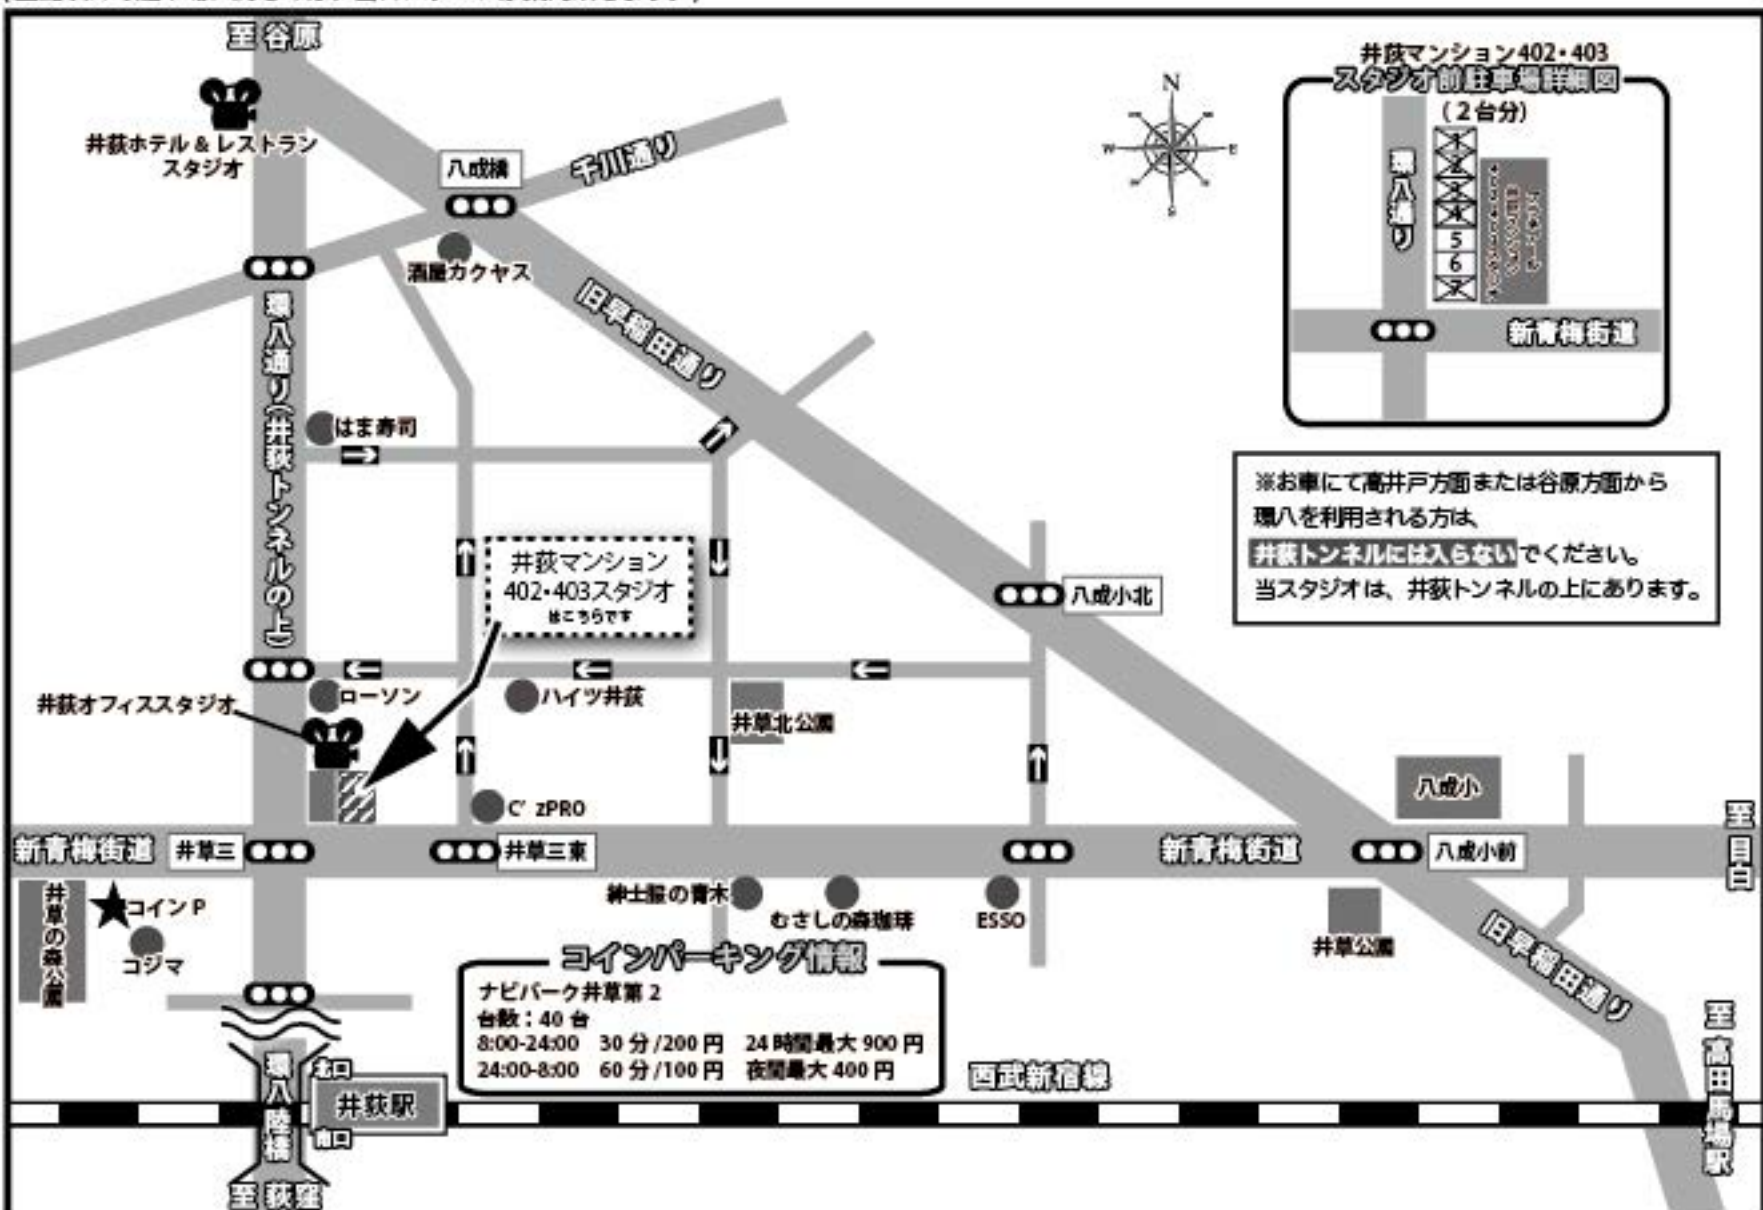 至 谷原
井荻ホテル & レストラン
スタジオ
八成橋
千川通り
酒屋カクヤス
旧早稲田通り
環八通り(井荻トンネルの上)
はま寿司
井荻マンション
402・403スタジオ
はこちらです
八成小北
井荻マンション402・403
スタジオ前駐車場詳細図
(2台分)
環八通り
1
2
3
4
5
6
7
新青梅街道
N
W
E
S
※お車にて高井戸方面または谷原方面から
環八を利用される方は、
井荻トンネルには入らないでください。
当スタジオは、井荻トンネルの上にあります。
井荻オフィススタジオ
ローソン
ハイツ井荻
井草北公園
C'zPRO
八成小
新青梅街道
井草三
井草三東
新青梅街道
八成小前
至 目白
井草の森公園
コインP
コジマ
紳士服の青木
むさしの森珈琲
ESSO
井草公園
旧早稲田通り
コインパーキング情報
ナビパーク井草第2
台数:40台
8:00-24:00 30分/200円 24時間最大900円
24:00-8:00 60分/100円 夜間最大400円
西武新宿線
至 高田馬場駅
環八陸橋
北口
井荻駅
南口
至 荻窪